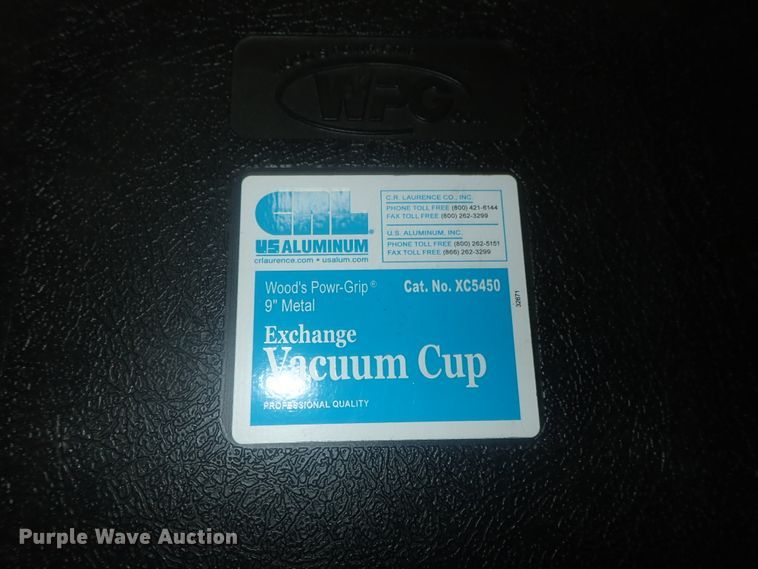 WPG
CRL®
US ALUMINUM
crlaurence.com • usalum.com
C.R. LAURENCE CO., INC.
PHONE TOLL FREE (800) 421-6144
FAX TOLL FREE (800) 262-3299
U.S. ALUMINUM, INC.
PHONE TOLL FREE (800) 262-5151
FAX TOLL FREE (866) 262-3299
Wood's Powr-Grip® Cat. No. XC5450
9" Metal
32671
Exchange
Vacuum Cup
PROFESSIONAL QUALITY
Purple Wave Auction